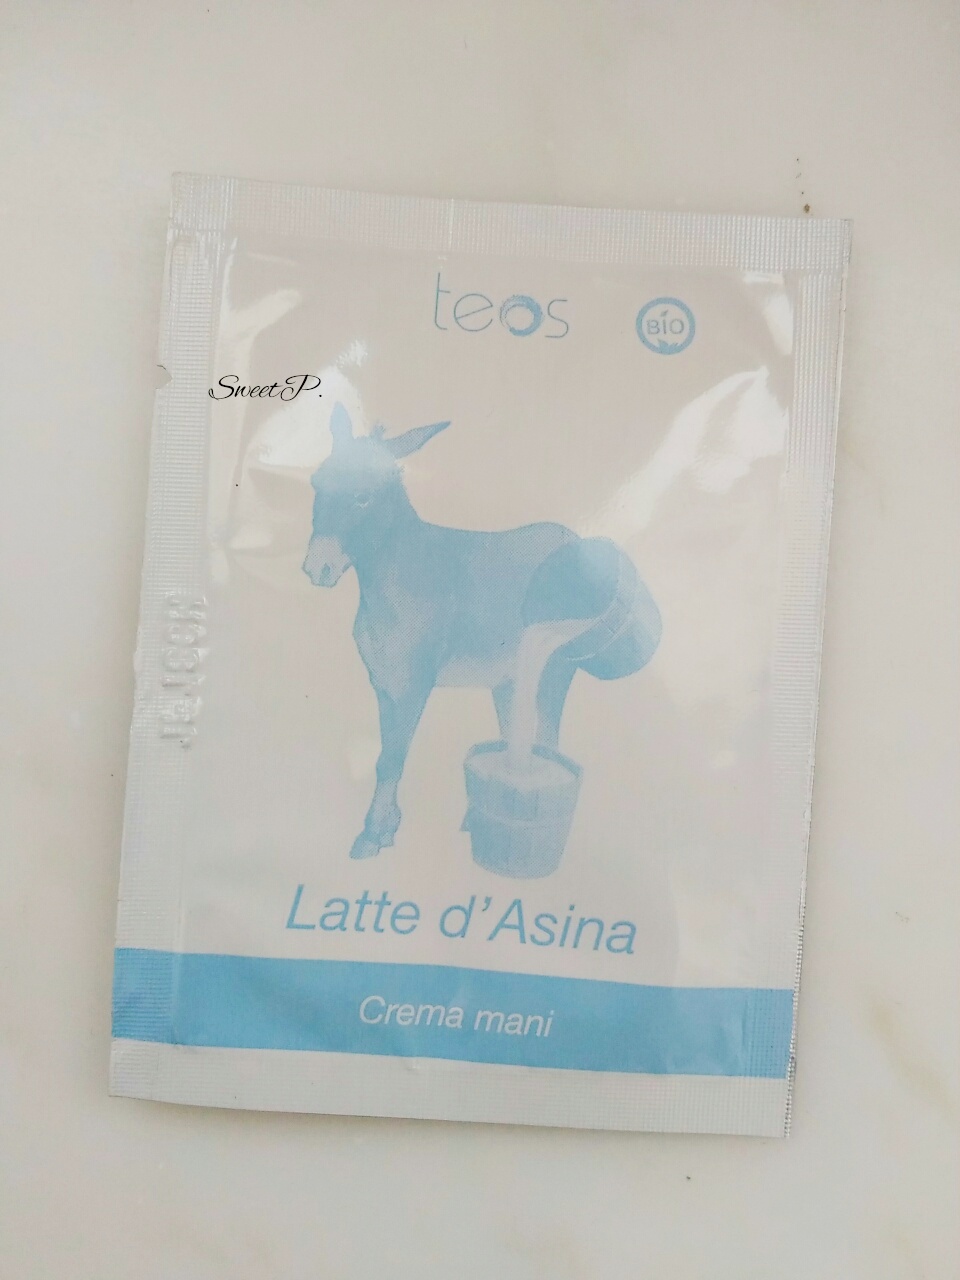 teos
BIO
Sweet P.
Latte d'Asina
Crema mani